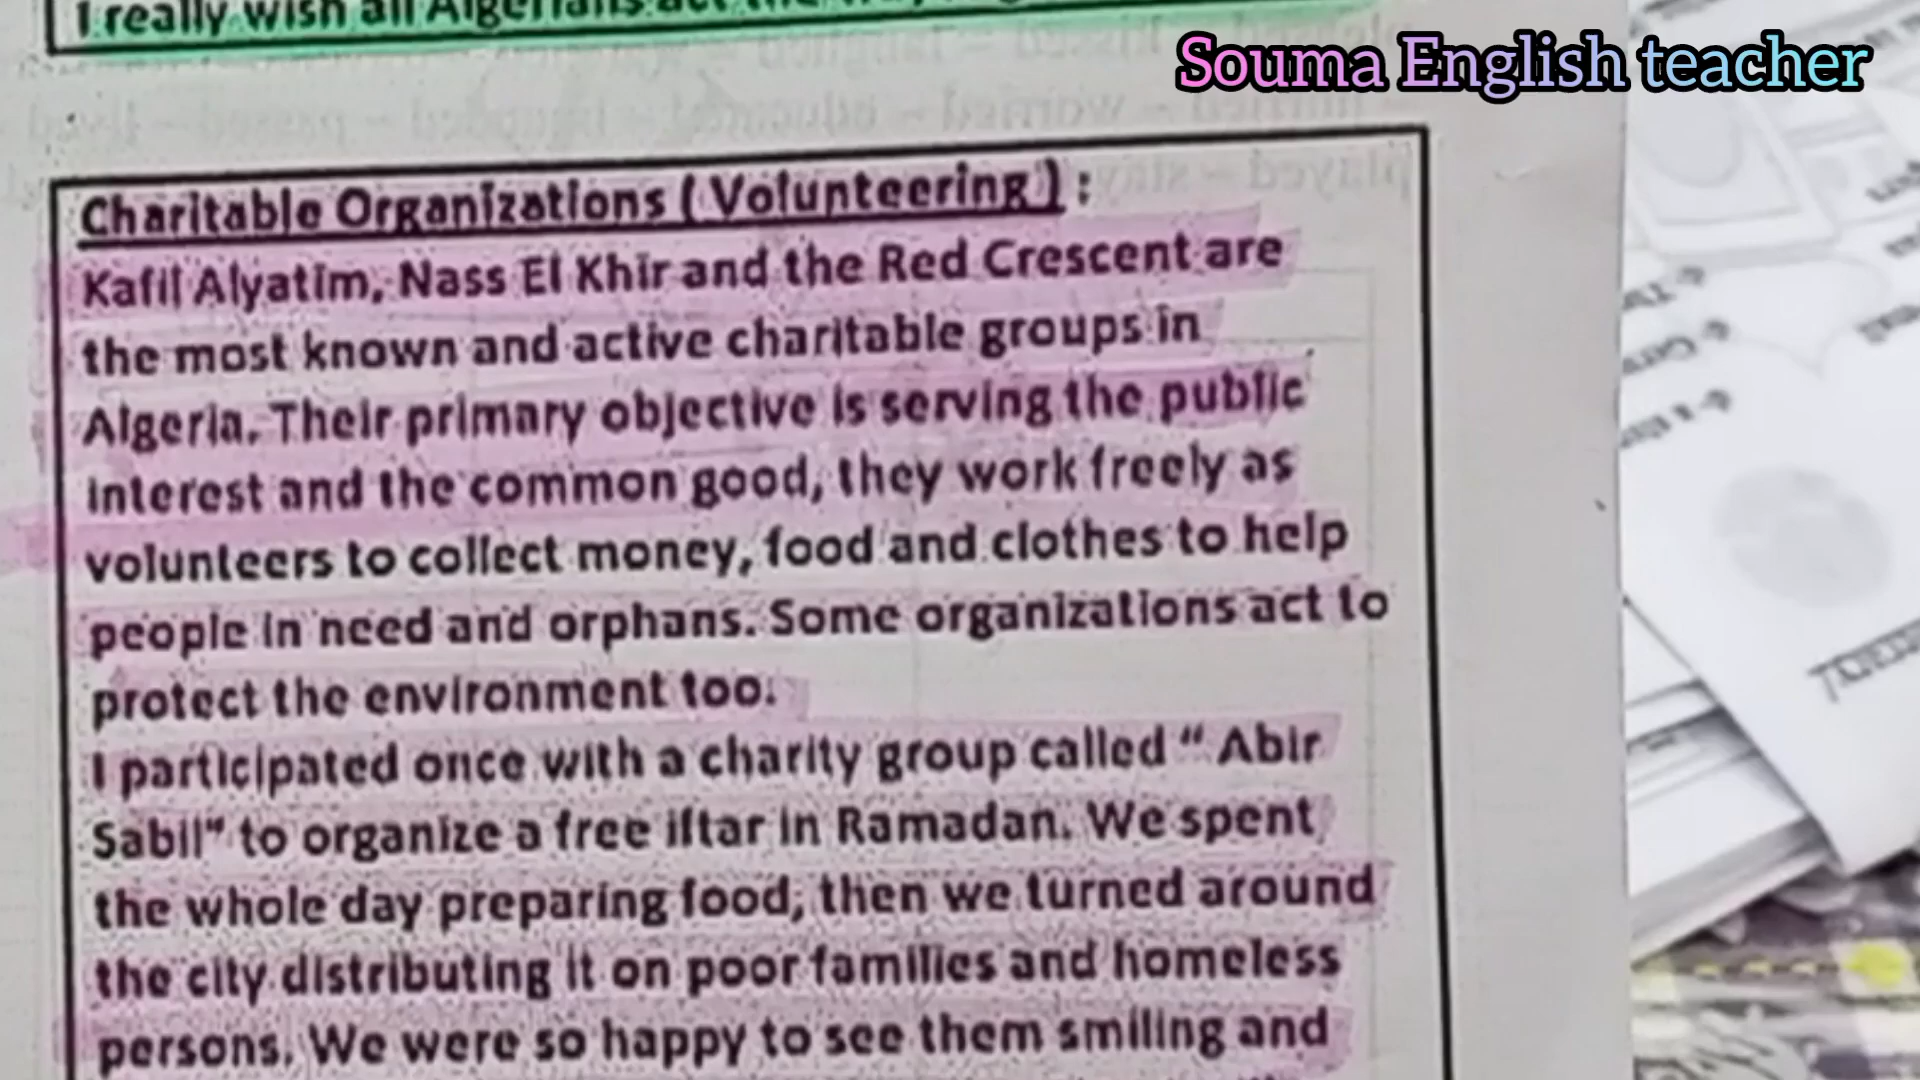 I really wish all Algerians act the
Souma English teacher
Charitable Organizations ( Volunteering ) :
Kafil Alyatim, Nass El Khir and the Red Crescent are
the most known and active charitable groups in
Algeria. Their primary objective is serving the public
interest and the common good, they work freely as
volunteers to collect money, food and clothes to help
people in need and orphans. Some organizations act to
protect the environment too.
I participated once with a charity group called " Abir
Sabil" to organize a free iftar in Ramadan. We spent
the whole day preparing food, then we turned around
the city distributing it on poor families and homeless
persons. We were so happy to see them smiling and